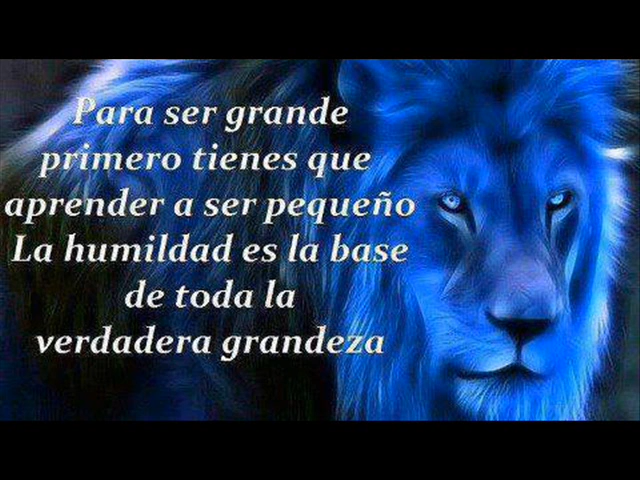 Para ser grande
primero tienes que
aprender a ser pequeño
La humildad es la base
de toda la
verdadera grandeza